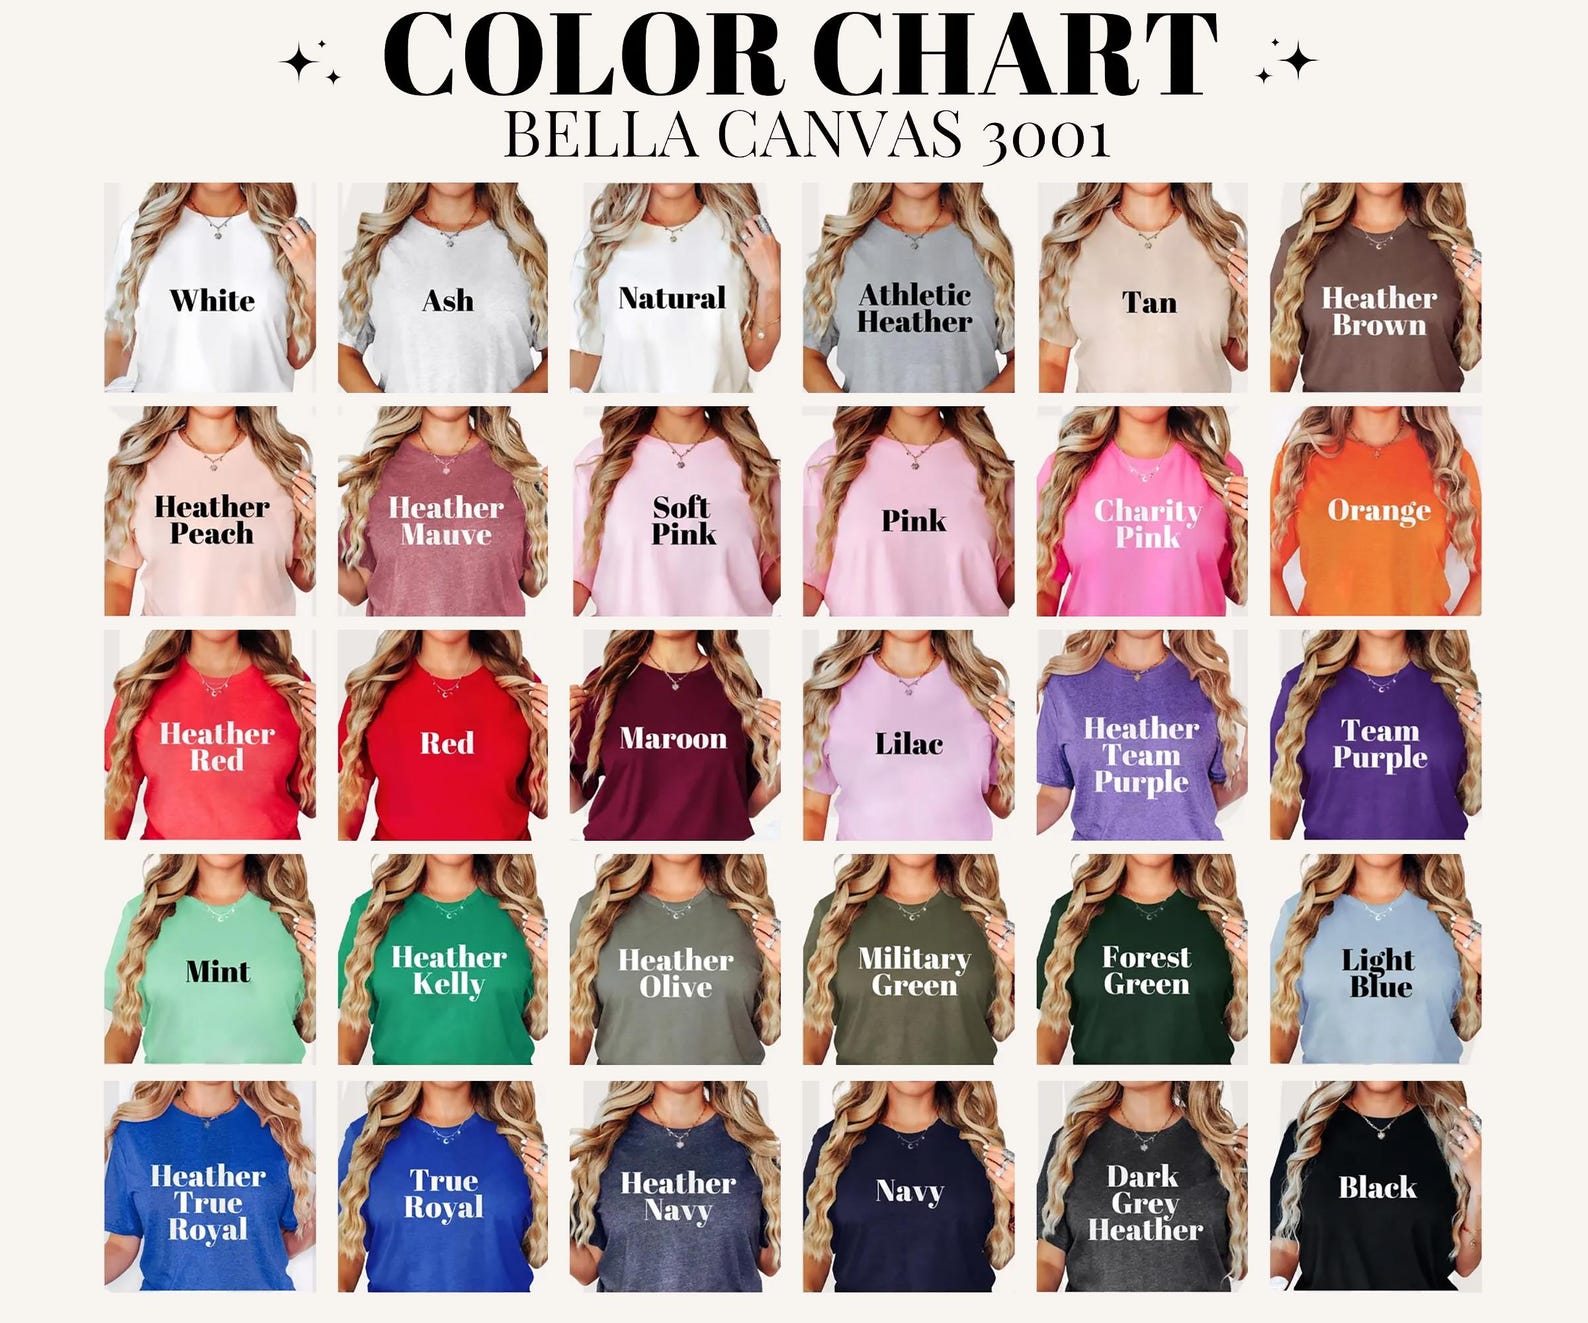 COLOR CHART
BELLA CANVAS 3001
White
Ash
Natural
Athletic
Heather
Tan
Heather
Brown
Heather
Peach
Heather
Mauve
Soft
Pink
Pink
Charity
Pink
Orange
Heather
Red
Red
Maroon
Lilac
Heather
Team
Purple
Team
Purple
Mint
Heather
Kelly
Heather
Olive
Military
Green
Forest
Green
Light
Blue
Heather
True
Royal
True
Royal
Heather
Navy
Navy
Dark
Grey
Heather
Black